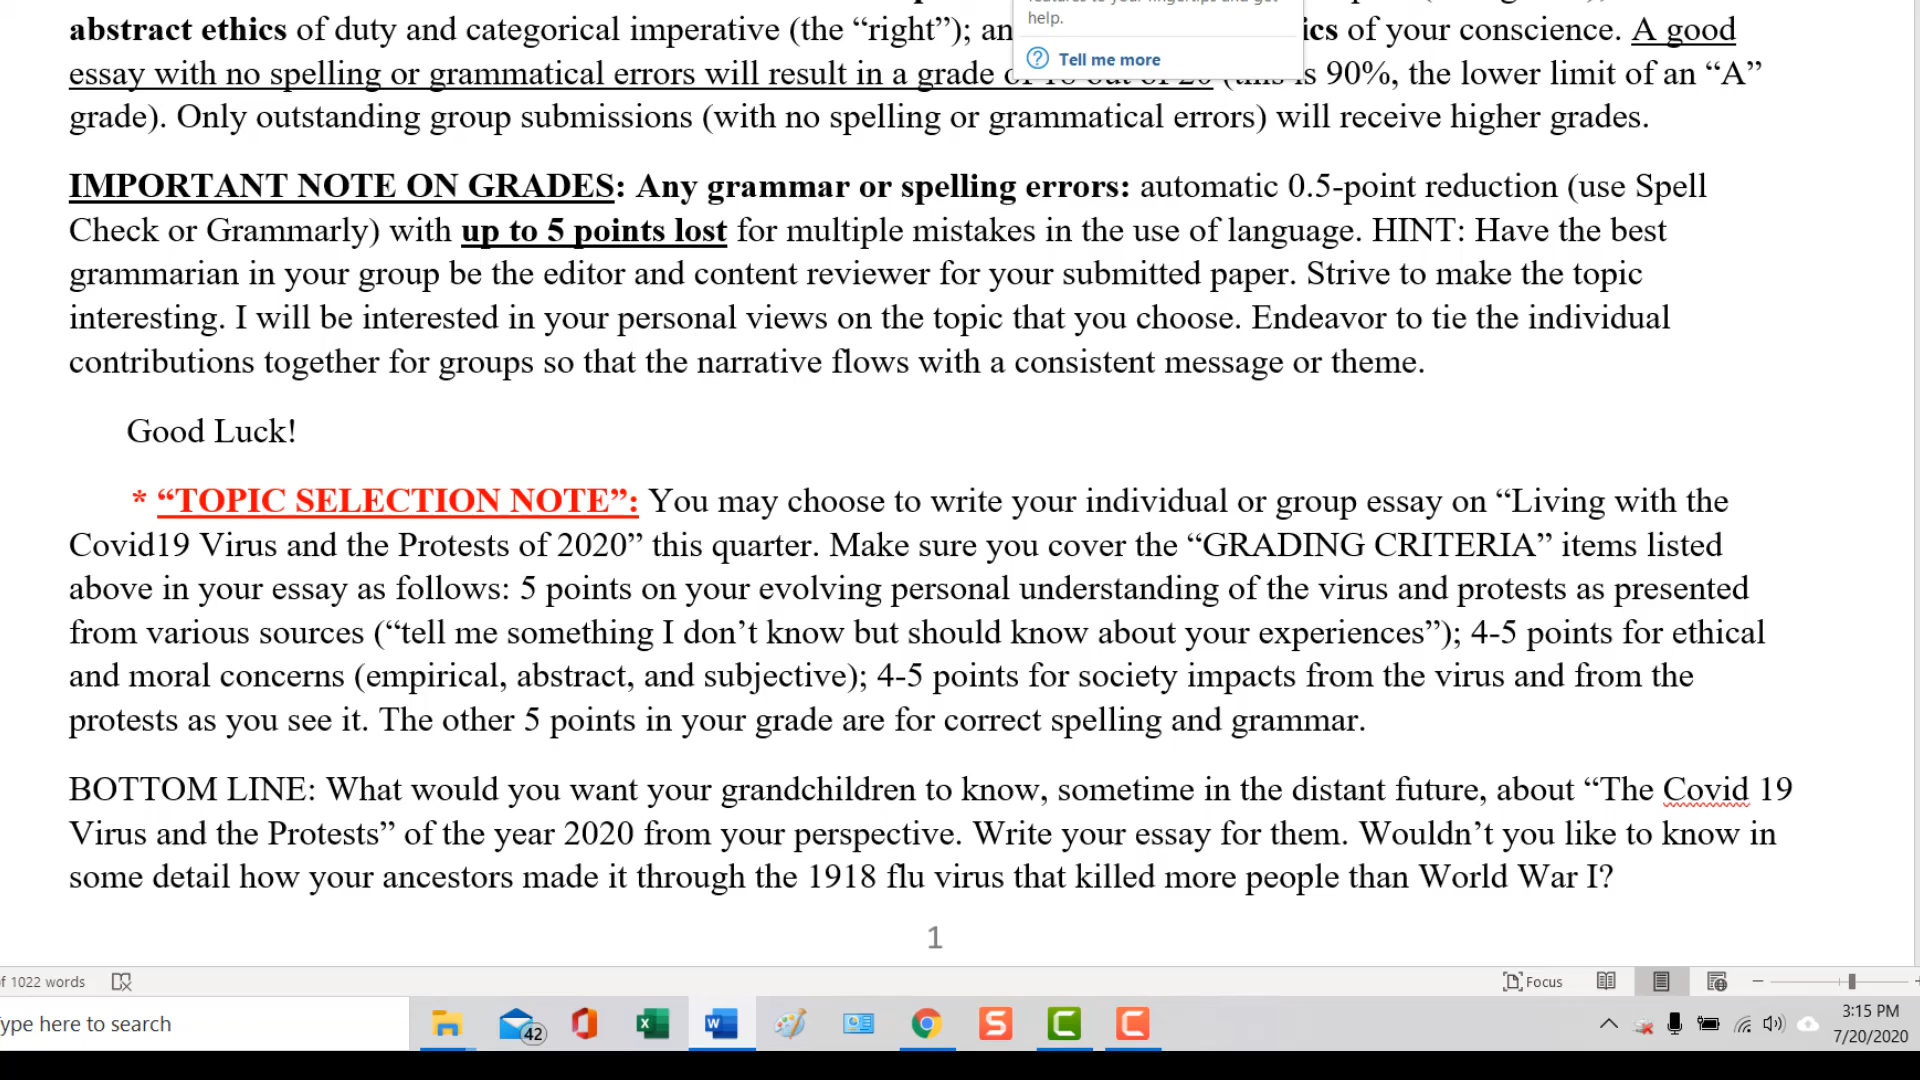 help.
Tell me more
abstract ethics of duty and categorical imperative (the “right”); an ics of your conscience. A good
essay with no spelling or grammatical errors will result in a grade is 90%, the lower limit of an “A”
grade). Only outstanding group submissions (with no spelling or grammatical errors) will receive higher grades.
IMPORTANT NOTE ON GRADES: Any grammar or spelling errors: automatic 0.5-point reduction (use Spell
Check or Grammarly) with up to 5 points lost for multiple mistakes in the use of language. HINT: Have the best
grammarian in your group be the editor and content reviewer for your submitted paper. Strive to make the topic
interesting. I will be interested in your personal views on the topic that you choose. Endeavor to tie the individual
contributions together for groups so that the narrative flows with a consistent message or theme.
Good Luck!
* “TOPIC SELECTION NOTE”: You may choose to write your individual or group essay on “Living with the
Covid19 Virus and the Protests of 2020” this quarter. Make sure you cover the “GRADING CRITERIA” items listed
above in your essay as follows: 5 points on your evolving personal understanding of the virus and protests as presented
from various sources (“tell me something I don’t know but should know about your experiences”); 4-5 points for ethical
and moral concerns (empirical, abstract, and subjective); 4-5 points for society impacts from the virus and from the
protests as you see it. The other 5 points in your grade are for correct spelling and grammar.
BOTTOM LINE: What would you want your grandchildren to know, sometime in the distant future, about “The Covid 19
Virus and the Protests” of the year 2020 from your perspective. Write your essay for them. Wouldn’t you like to know in
some detail how your ancestors made it through the 1918 flu virus that killed more people than World War I?
1
f 1022 words
Focus
ype here to search
42
3:15 PM
7/20/2020